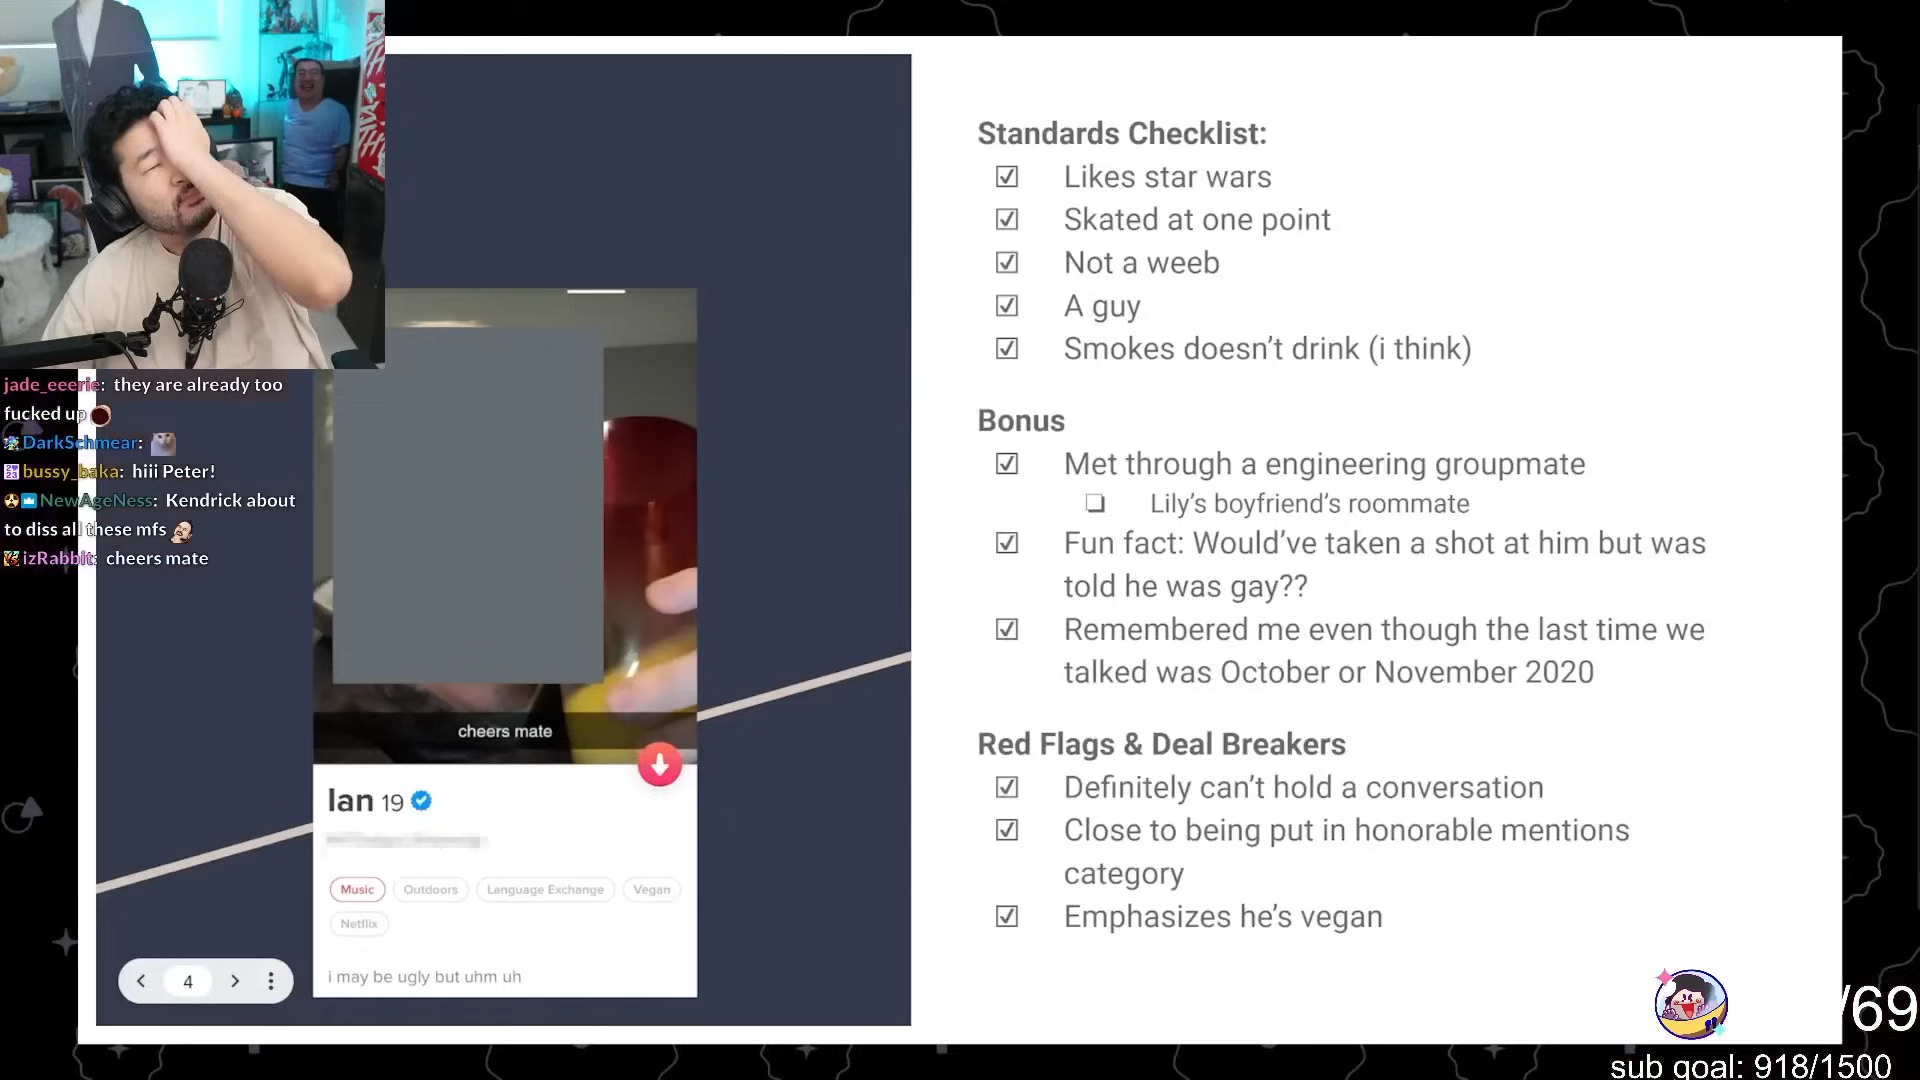 Standards Checklist:
Likes star wars
Skated at one point
Not a weeb
A guy
Smokes doesn’t drink (i think)
Bonus
Met through a engineering groupmate
Lily’s boyfriend’s roommate
Fun fact: Would’ve taken a shot at him but was
told he was gay??
Remembered me even though the last time we
talked was October or November 2020
Red Flags & Deal Breakers
Definitely can’t hold a conversation
Close to being put in honorable mentions
category
Emphasizes he’s vegan
jade_eeerie: they are already too
fucked up
DarkSchmear:
bussy_baka: hiii Peter!
NewAgeNess: Kendrick about
to diss all these mfs
izRabbit: cheers mate
cheers mate
Ian 19
Music Outdoors Language Exchange Vegan
Netflix
i may be ugly but uhm uh
4
/69
sub goal: 918/1500